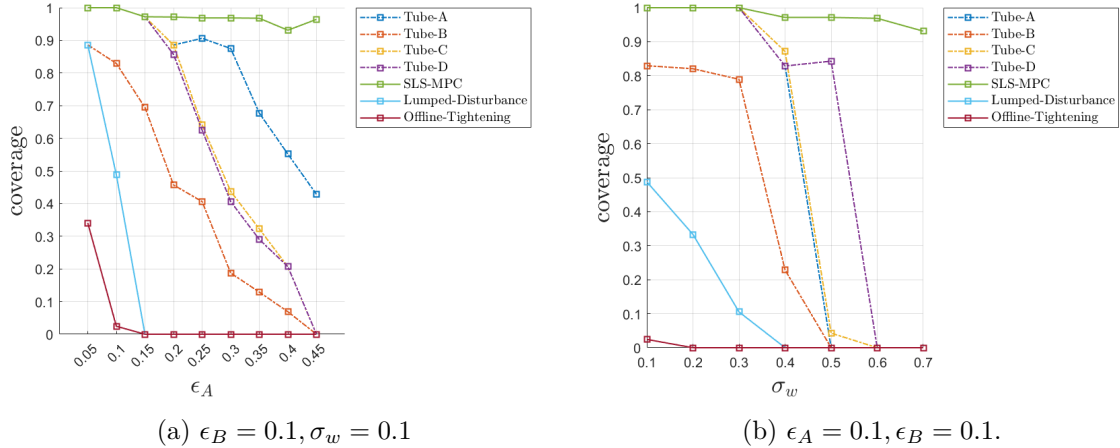 1
0.9
0.8
0.7
0.6
0.5
0.4
0.3
0.2
0.1
0
coverage
0.05
0.1
0.15
0.2
0.25
0.3
0.35
0.4
0.45
ϵ_A
Tube-A
Tube-B
Tube-C
Tube-D
SLS-MPC
Lumped-Disturbance
Offline-Tightening
(a) ϵ_B = 0.1, σ_w = 0.1
1
0.9
0.8
0.7
0.6
0.5
0.4
0.3
0.2
0.1
0
coverage
0.1
0.2
0.3
0.4
0.5
0.6
0.7
σ_w
Tube-A
Tube-B
Tube-C
Tube-D
SLS-MPC
Lumped-Disturbance
Offline-Tightening
(b) ϵ_A = 0.1, ϵ_B = 0.1.